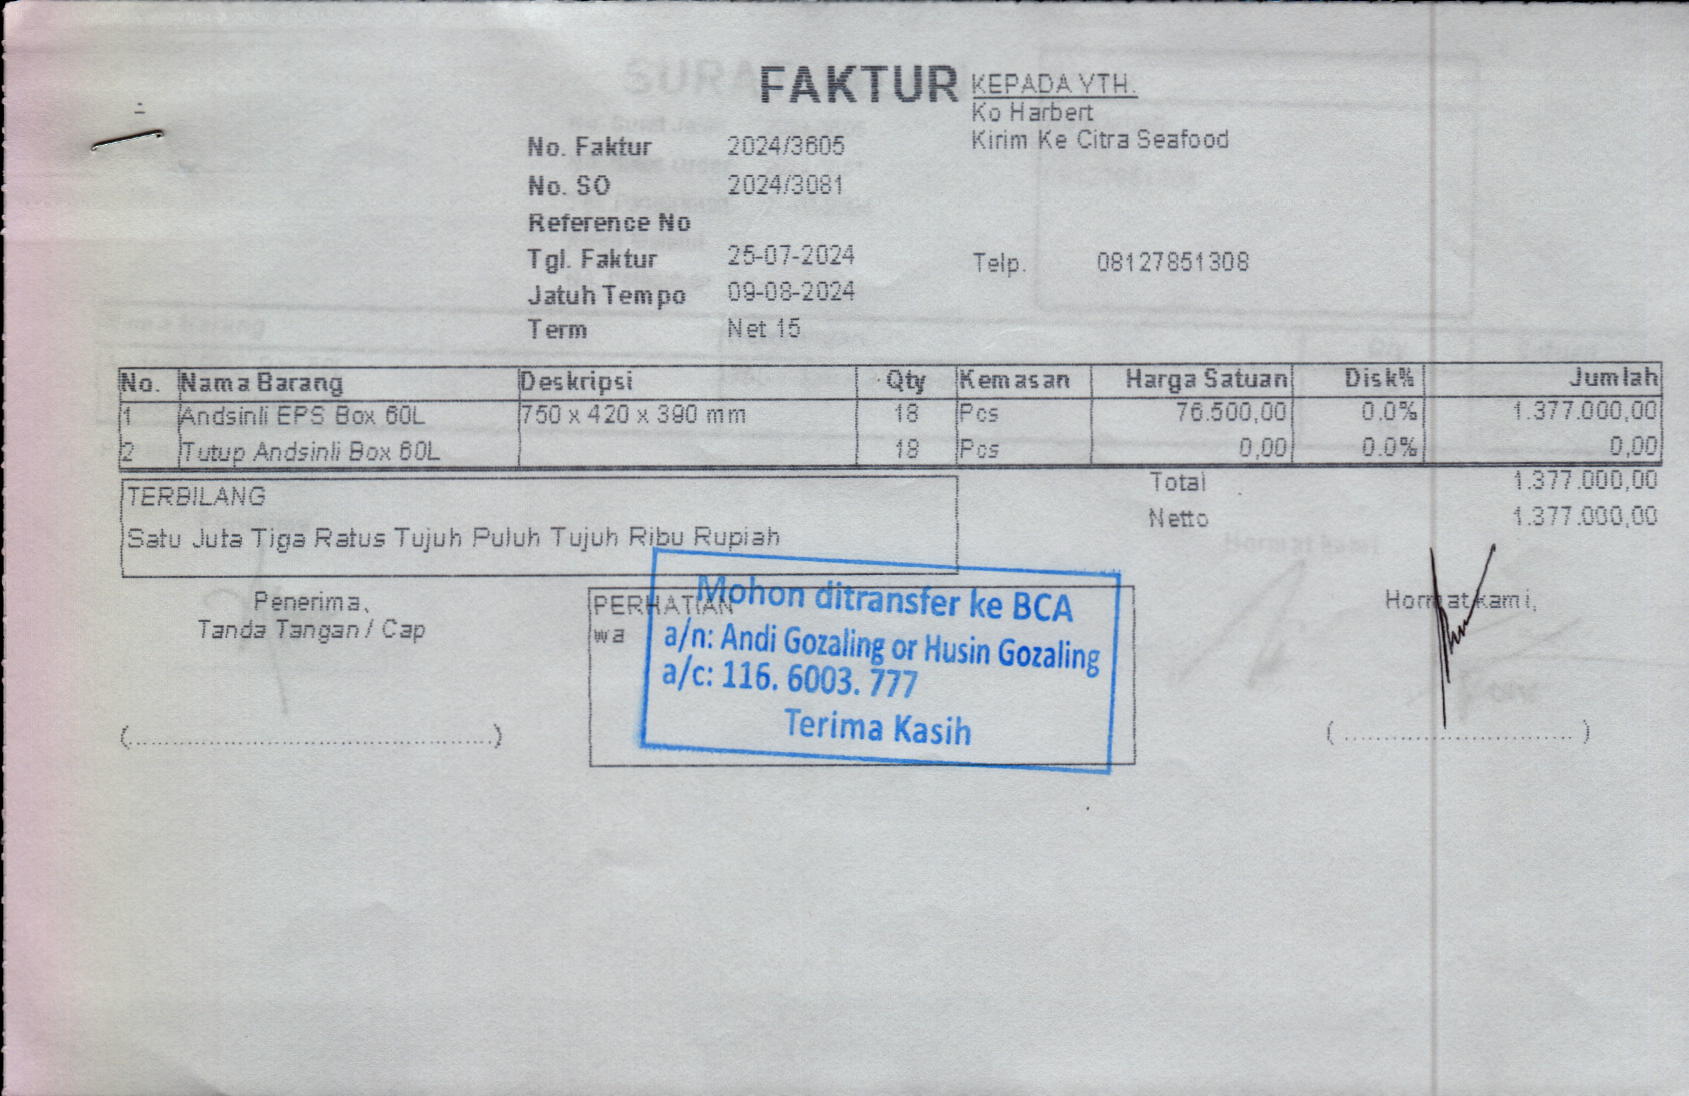 FAKTUR
KEPADA YTH.
Ko Harbert
Kirim Ke Citra Seafood
No. Faktur 2024/3605
No. SO 2024/3081
Reference No
Tgl. Faktur 25-07-2024
Telp. 08127851308
Jatuh Tempo 09-08-2024
Term Net 15
No. Nama Barang Deskripsi Qty Kemasan Harga Satuan Disk% Jumlah
1 Andsinli EPS Box 60L 750 x 420 x 390 mm 18 Pcs 76.500,00 0.0% 1.377.000,00
2 Tutup Andsinli Box 60L 18 Pcs 0,00 0.0% 0,00
Total 1.377.000,00
Netto 1.377.000,00
TERBILANG
Satu Juta Tiga Ratus Tujuh Puluh Tujuh Ribu Rupiah
Penerima,
Tanda Tangan / Cap
(............................................)
PERHATIAN
wa
Mohon ditransfer ke BCA
a/n: Andi Gozaling or Husin Gozaling
a/c: 116. 6003. 777
Terima Kasih
Hormat kami,
(............................)